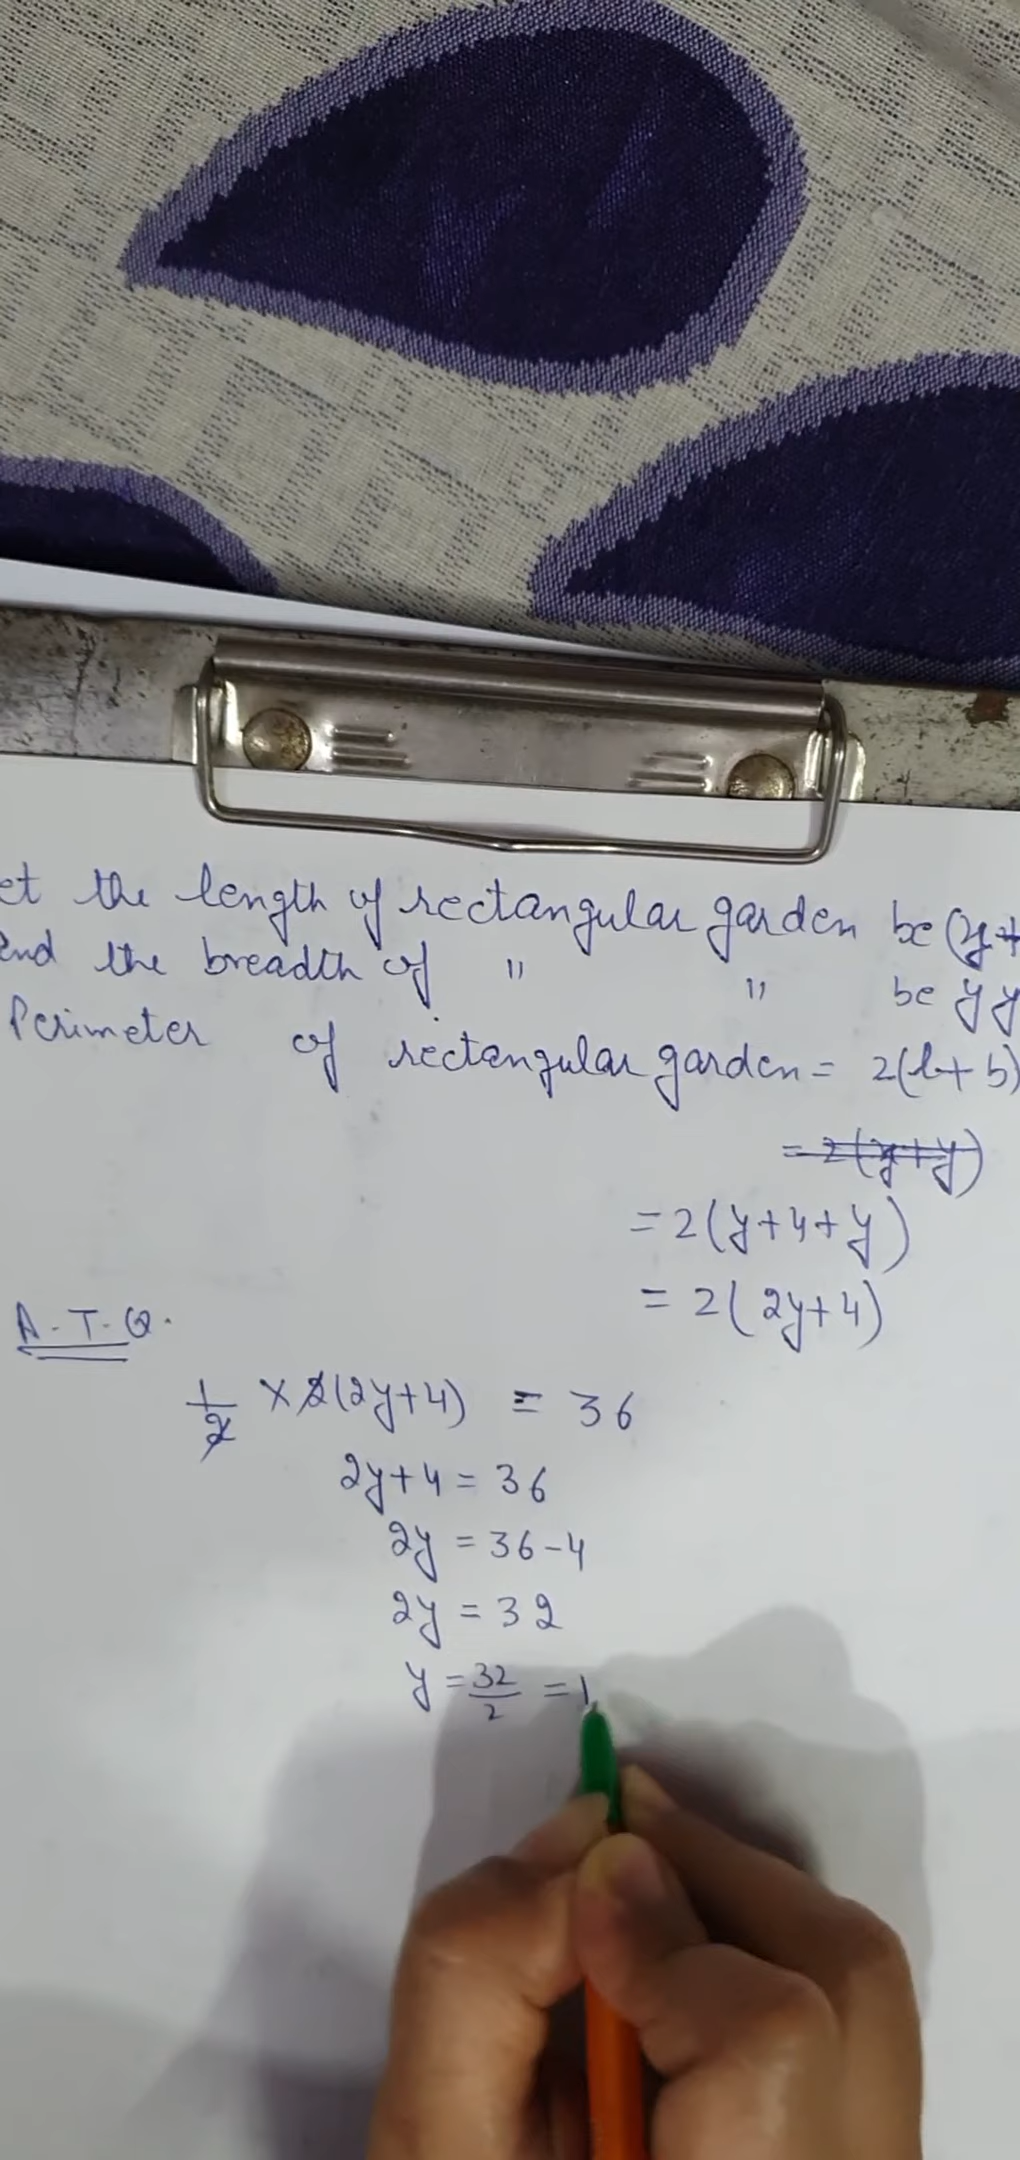 et the length of rectangular garden be (y+
and the breadth of " " be y y
Perimeter of rectangular garden = 2(l+b)
= 2(y+y)
= 2(y+4+y)
= 2(2y+4)
A.T.Q.
1/2 × 2(2y+4) = 36
2y+4 = 36
2y = 36-4
2y = 32
y = 32/2 = 1